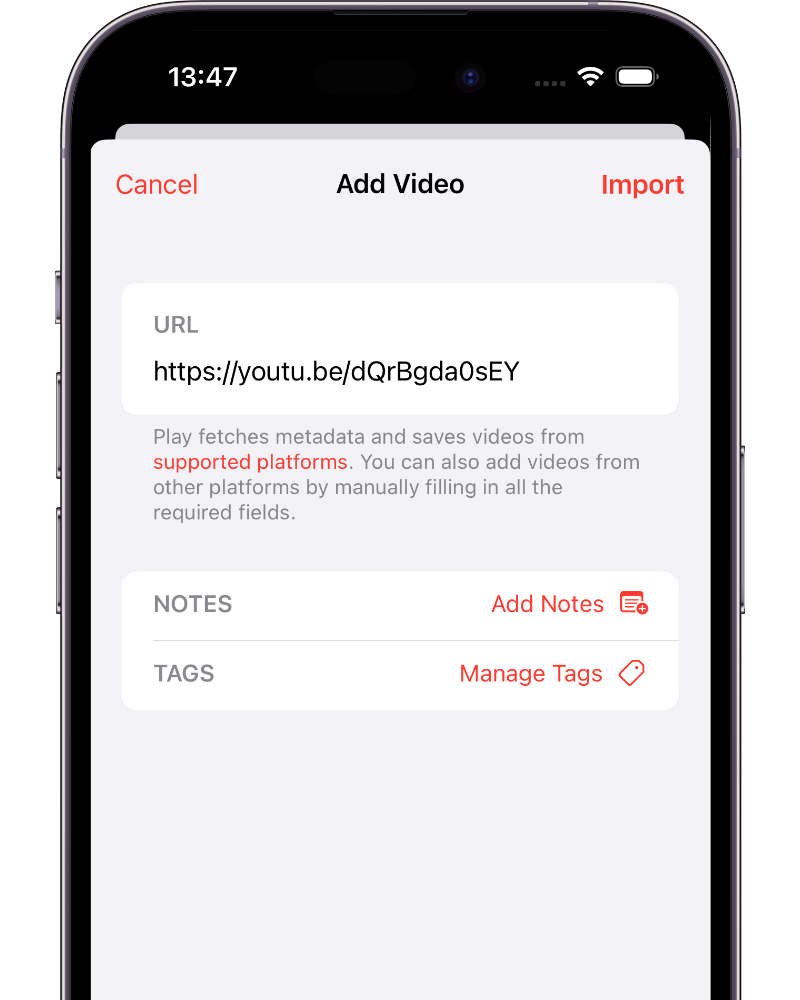 13:47
Cancel Add Video Import
URL
https://youtu.be/dQrBgda0sEY
Play fetches metadata and saves videos from
supported platforms. You can also add videos from
other platforms by manually filling in all the
required fields.
NOTES Add Notes
TAGS Manage Tags